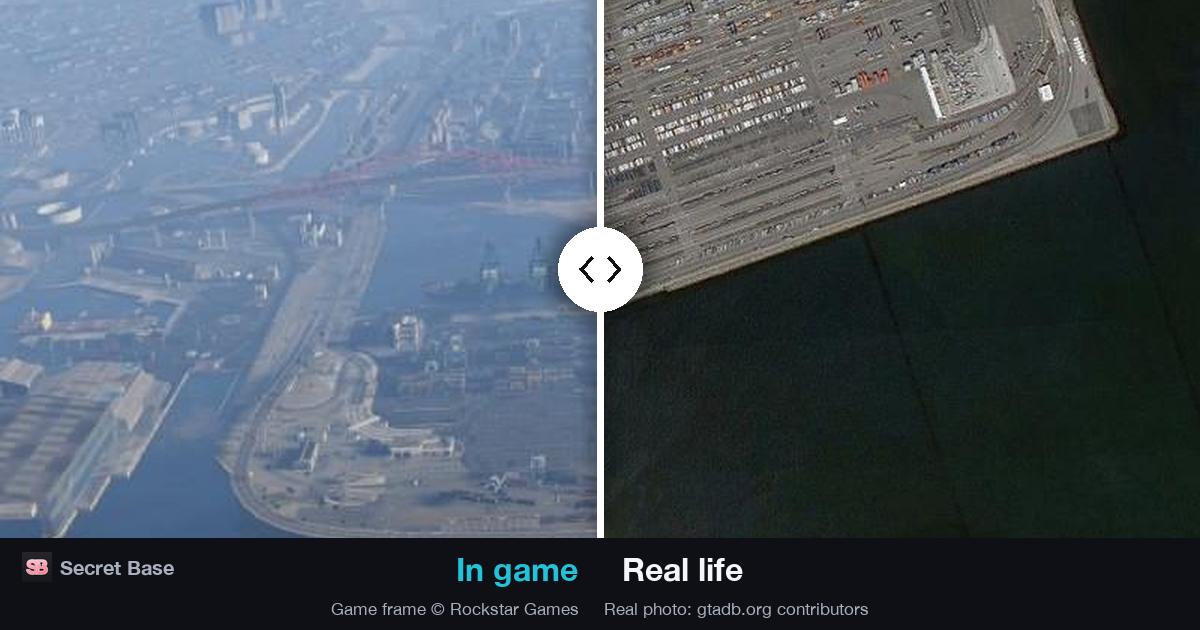 SB Secret Base
In game
Real life
Game frame © Rockstar Games
Real photo: gtadb.org contributors